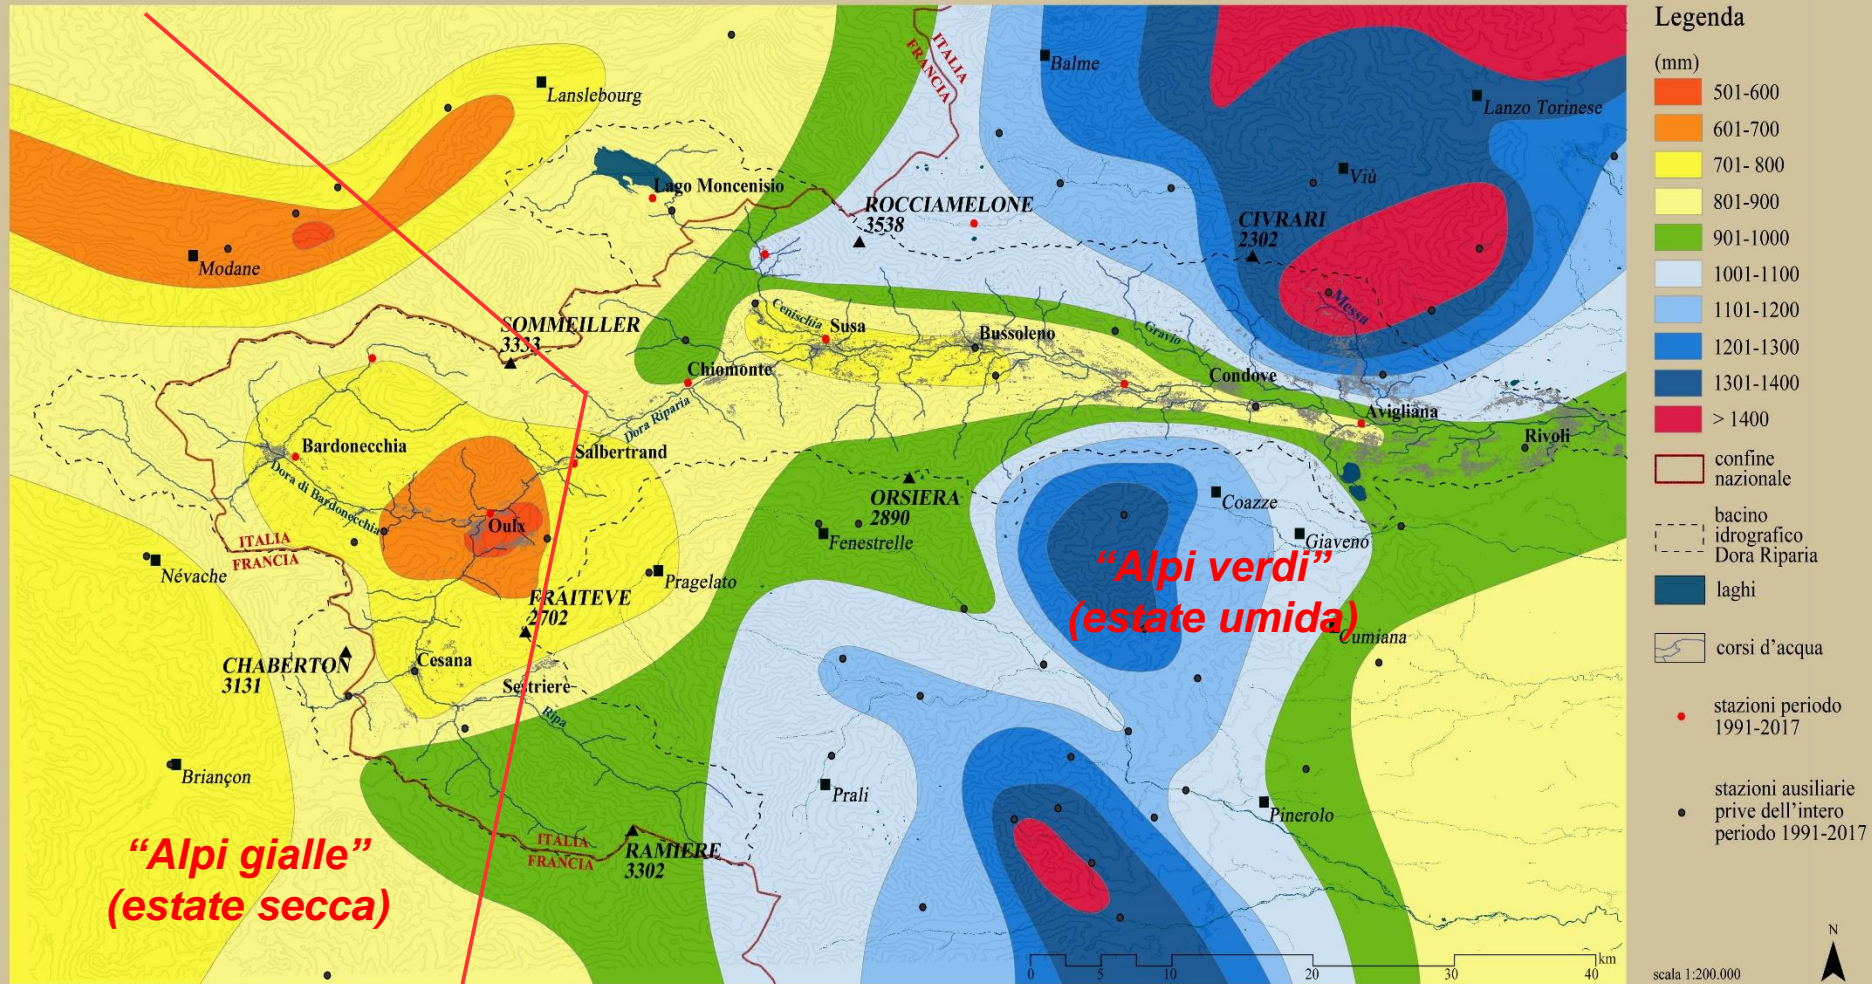 ITALIA
FRANCIA
Balme
Lanslebourg
Lanzo Torinese
Viù
Lago Moncenisio
ROCCIAMELONE
3538
CIVRARI
2302
Modane
Messa
SOMMEILLER
3333
Cenischia
Susa
Bussoleno
Gravio
Chiomonte
Condove
Dora Riparia
Avigliana
Rivoli
Bardonecchia
Salbertrand
Dora di Bardonecchia
ORSIERA
2890
Coazze
Oulx
Fenestrelle
Giaveno
ITALIA
FRANCIA
Névache
Pragelato
“Alpi verdi”
(estate umida)
FRAITEVE
2702
Cumiana
CHABERTON
3131
Cesana
Sestriere
Ripa
Briançon
Prali
Pinerolo
“Alpi gialle”
(estate secca)
ITALIA
FRANCIA
RAMIERE
3302
0 5 10 20 30 40
km
Legenda
(mm)
501-600
601-700
701- 800
801-900
901-1000
1001-1100
1101-1200
1201-1300
1301-1400
> 1400
confine
nazionale
bacino
idrografico
Dora Riparia
laghi
corsi d’acqua
stazioni periodo
1991-2017
stazioni ausiliarie
prive dell’intero
periodo 1991-2017
N
scala 1:200.000